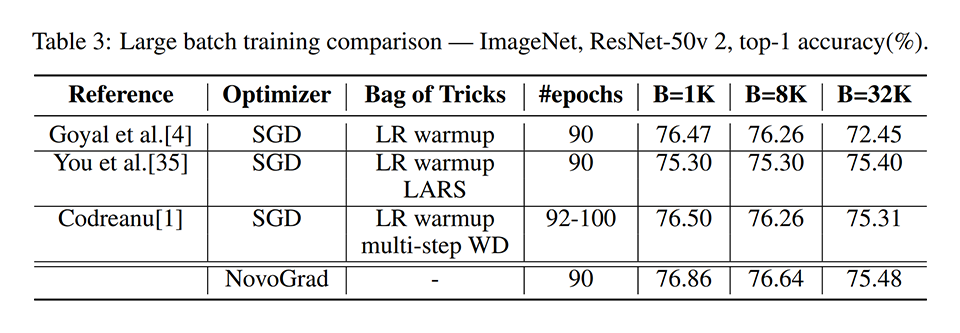 Table 3: Large batch training comparison — ImageNet, ResNet-50v 2, top-1 accuracy(%).
Reference Optimizer Bag of Tricks #epochs B=1K B=8K B=32K
Goyal et al.[4] SGD LR warmup 90 76.47 76.26 72.45
You et al.[35] SGD LR warmup 90 75.30 75.30 75.40
LARS
Codreanu[1] SGD LR warmup 92-100 76.50 76.26 75.31
multi-step WD
NovoGrad - 90 76.86 76.64 75.48